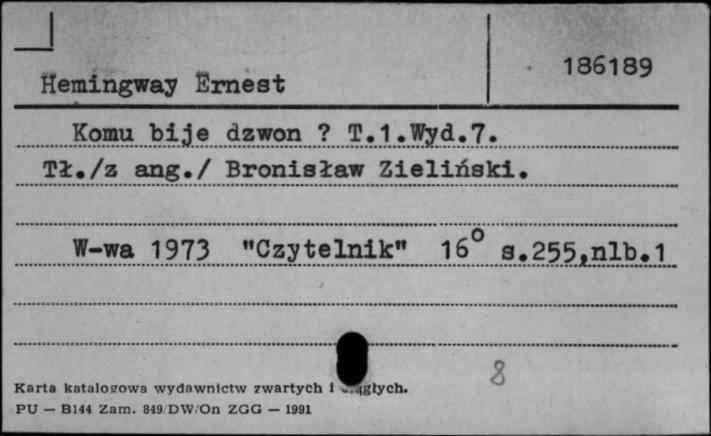 186189
Hemingway Ernest
Komu bije dzwon ? T.1.Wyd.7.
Tł./z ang./ Bronisław Zieliński.
W-wa 1973 "Czytelnik" 16° s.255,nlb.1
8
Karta katalogowa wydawnictw zwartych i
PU — B144 Zam. 849/DW/On ZGG — 1991